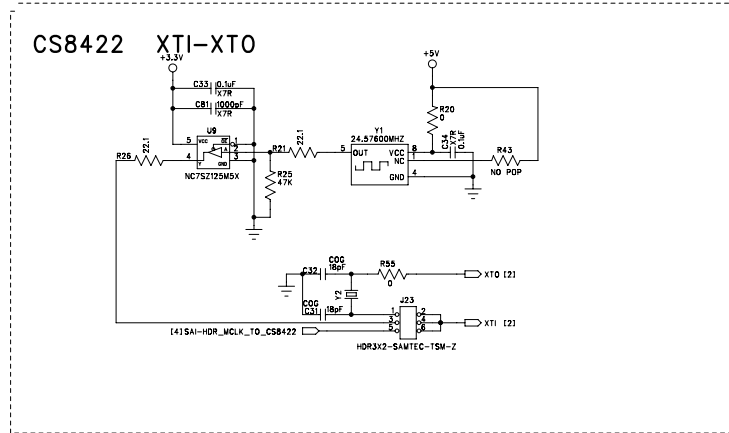 CS8422 XTI-XTO
+3.3V
+5V
C33 0.1uF
X7R
C81 1000pF
X7R
R20
0
U9
Y1
24.57600MHZ
C34
X7R
0.1uF
R26
22.1
5 VCC OE 1
A 2
4 Y GND 3
NC7SZ125M5X
R21
22.1
R25
47K
5 OUT VCC 8
NC 1
GND 4
R43
NO POP
COG
C32 18pF
R55
0
XTO [2]
Y2
COG
C31 18pF
J23
1 2
3 4
5 6
XTI [2]
[4]SAI-HDR_MCLK_TO_CS8422
HDR3X2-SAMTEC-TSM-Z